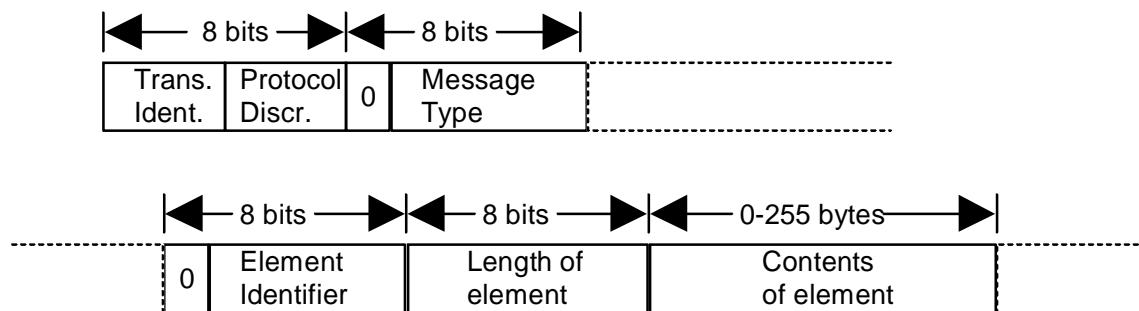 8 bits 8 bits
Trans. Protocol 0 Message
Ident. Discr. Type
8 bits 8 bits 0-255 bytes
0 Element Length of Contents
Identifier element of element